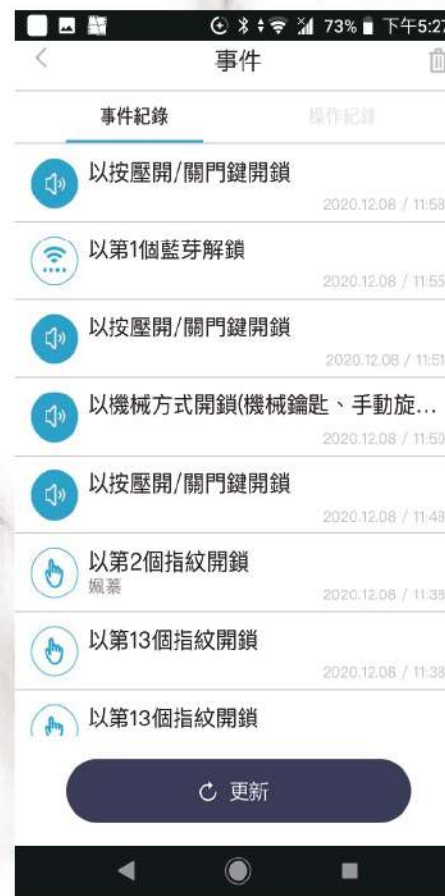 73% 下午5:27
事件
事件紀錄
操作記錄
以按壓開/關門鍵開鎖
2020.12.08 / 11:58
以第1個藍芽解鎖
2020.12.08 / 11:55
以按壓開/關門鍵開鎖
2020.12.08 / 11:51
以機械方式開鎖(機械鑰匙、手動旋...
2020.12.08 / 11:50
以按壓開/關門鍵開鎖
2020.12.08 / 11:48
以第2個指紋開鎖
姵蓁
2020.12.08 / 11:38
以第13個指紋開鎖
2020.12.08 / 11:38
以第13個指紋開鎖
更新